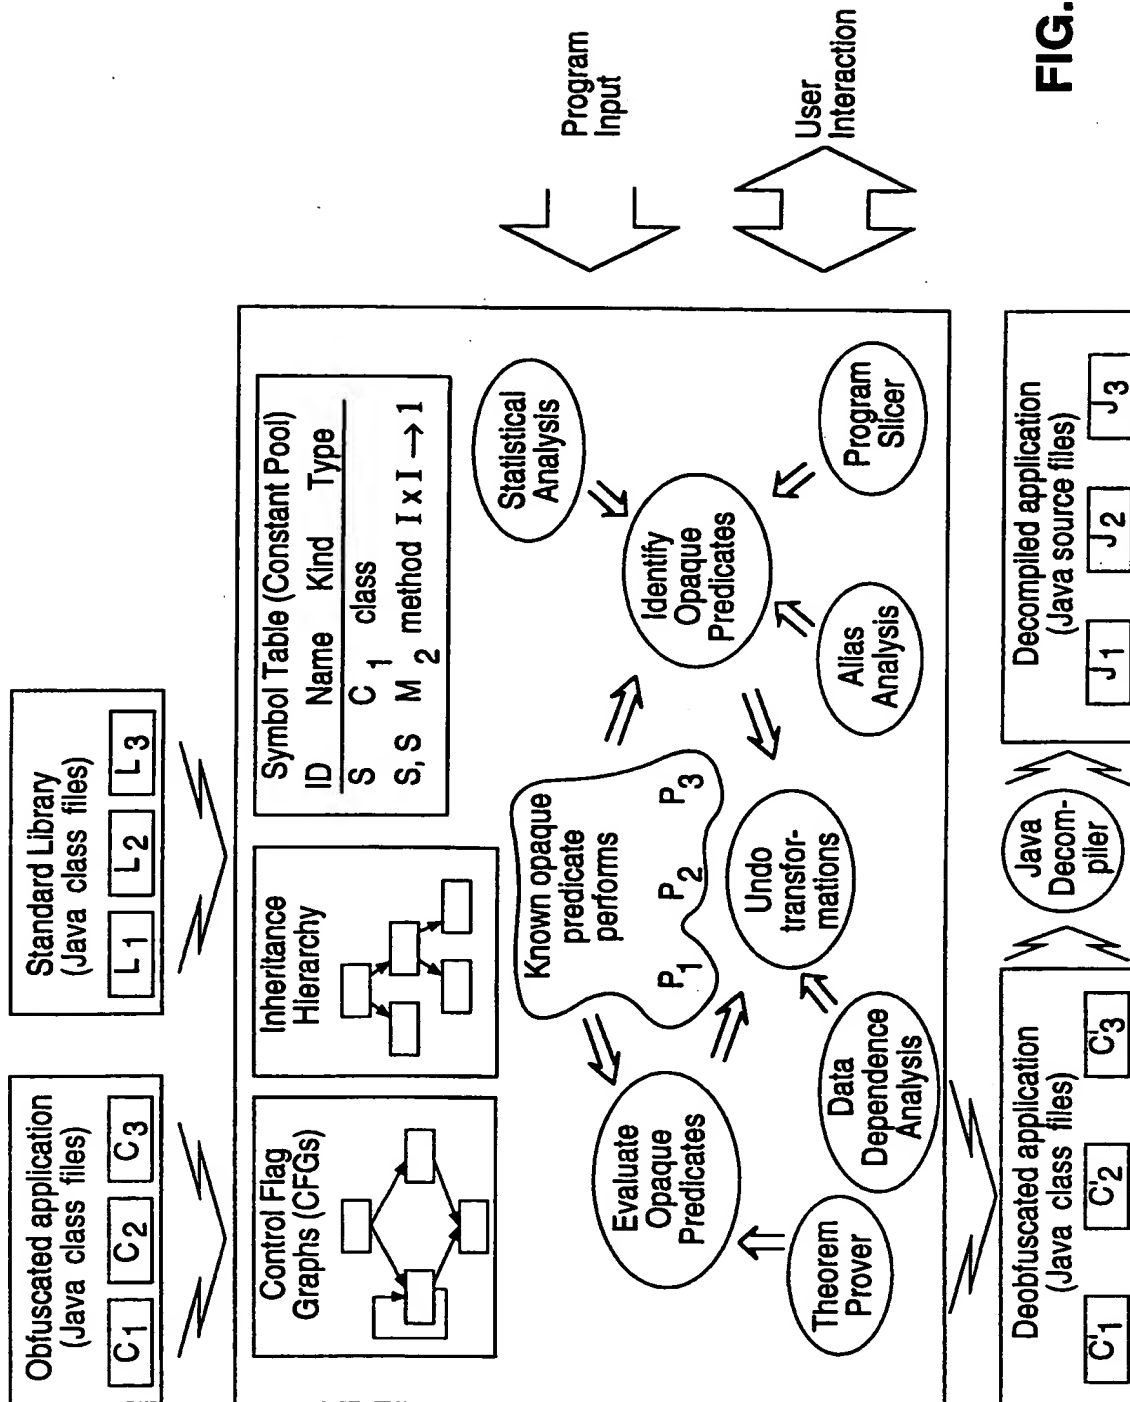 Obfuscated application
(Java class files)
C1 C2 C3
Standard Library
(Java class files)
L1 L2 L3
Control Flag
Graphs (CFGs)
Inheritance
Hierarchy
Symbol Table (Constant Pool)
ID Name Kind Type
S C1 class
S, S M2 method I x I → 1
Program
Input
Known opaque
predicate
performs
P1 P2 P3
Statistical
Analysis
Evaluate
Opaque
Predicates
Identify
Opaque
Predicates
User
Interaction
Undo
transfor-
mations
Theorem
Prover
Data
Dependence
Analysis
Alias
Analysis
Program
Slicer
Deobfuscated application
(Java class files)
C'1 C'2 C'3
Java
Decom-
piler
Decompiled application
(Java source files)
J1 J2 J3
FIG.